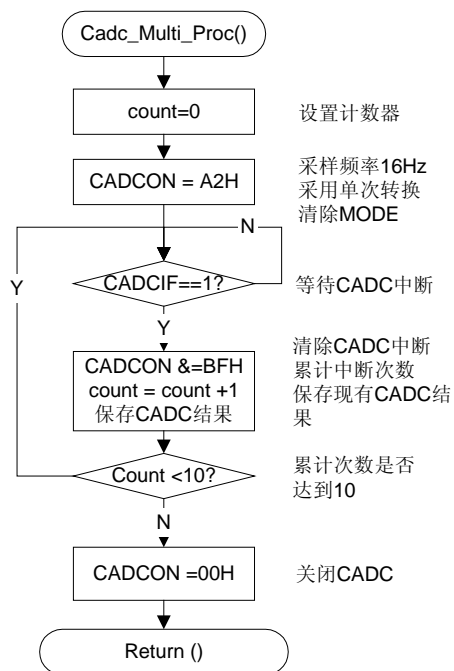 Cadc_Multi_Proc()
count=0
设置计数器
CADCON = A2H
采样频率16Hz
采用单次转换
清除MODE
N
Y
CADCIF==1?
等待CADC中断
Y
CADCON &=BFH
count = count +1
保存CADC结果
清除CADC中断
累计中断次数
保存现有CADC结
果
Count <10?
累计次数是否
达到10
N
CADCON =00H
关闭CADC
Return ()